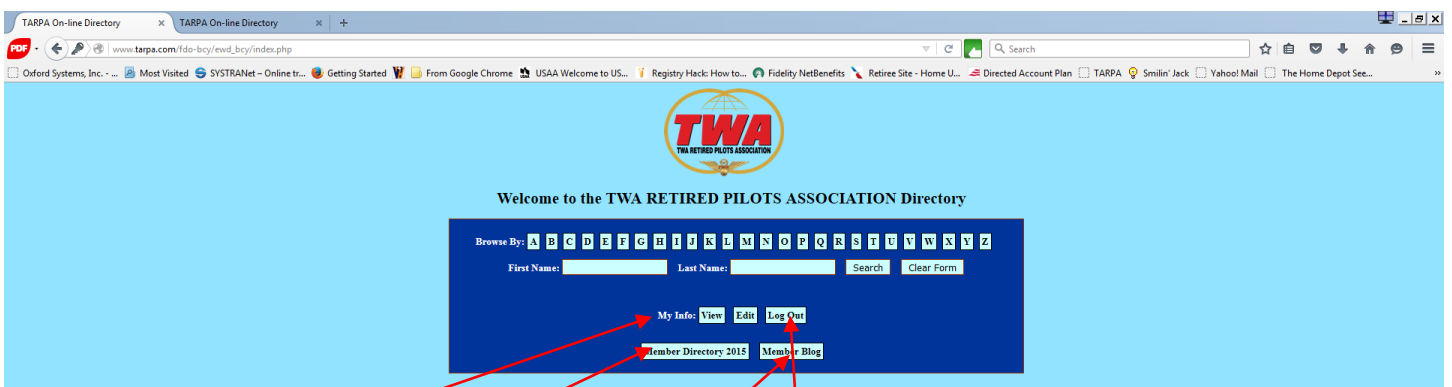 TARPA On-line Directory × TARPA On-line Directory × +
PDF www.tarpa.com/fdo-bcy/ewd_bcy/index.php Search
Oxford Systems, Inc. - ... Most Visited SYSTRANet – Online tr... Getting Started From Google Chrome USAA Welcome to US... Registry Hack: How to... Fidelity NetBenefits Retiree Site - Home U... Directed Account Plan TARPA Smilin' Jack Yahoo! Mail The Home Depot See... »
TWA
TWA RETIRED PILOTS ASSOCIATION
Welcome to the TWA RETIRED PILOTS ASSOCIATION Directory
Browse By: A B C D E F G H I J K L M N O P Q R S T U V W X Y Z
First Name: Last Name: Search Clear Form
My Info: View Edit Log Out
Member Directory 2015 Member Blog